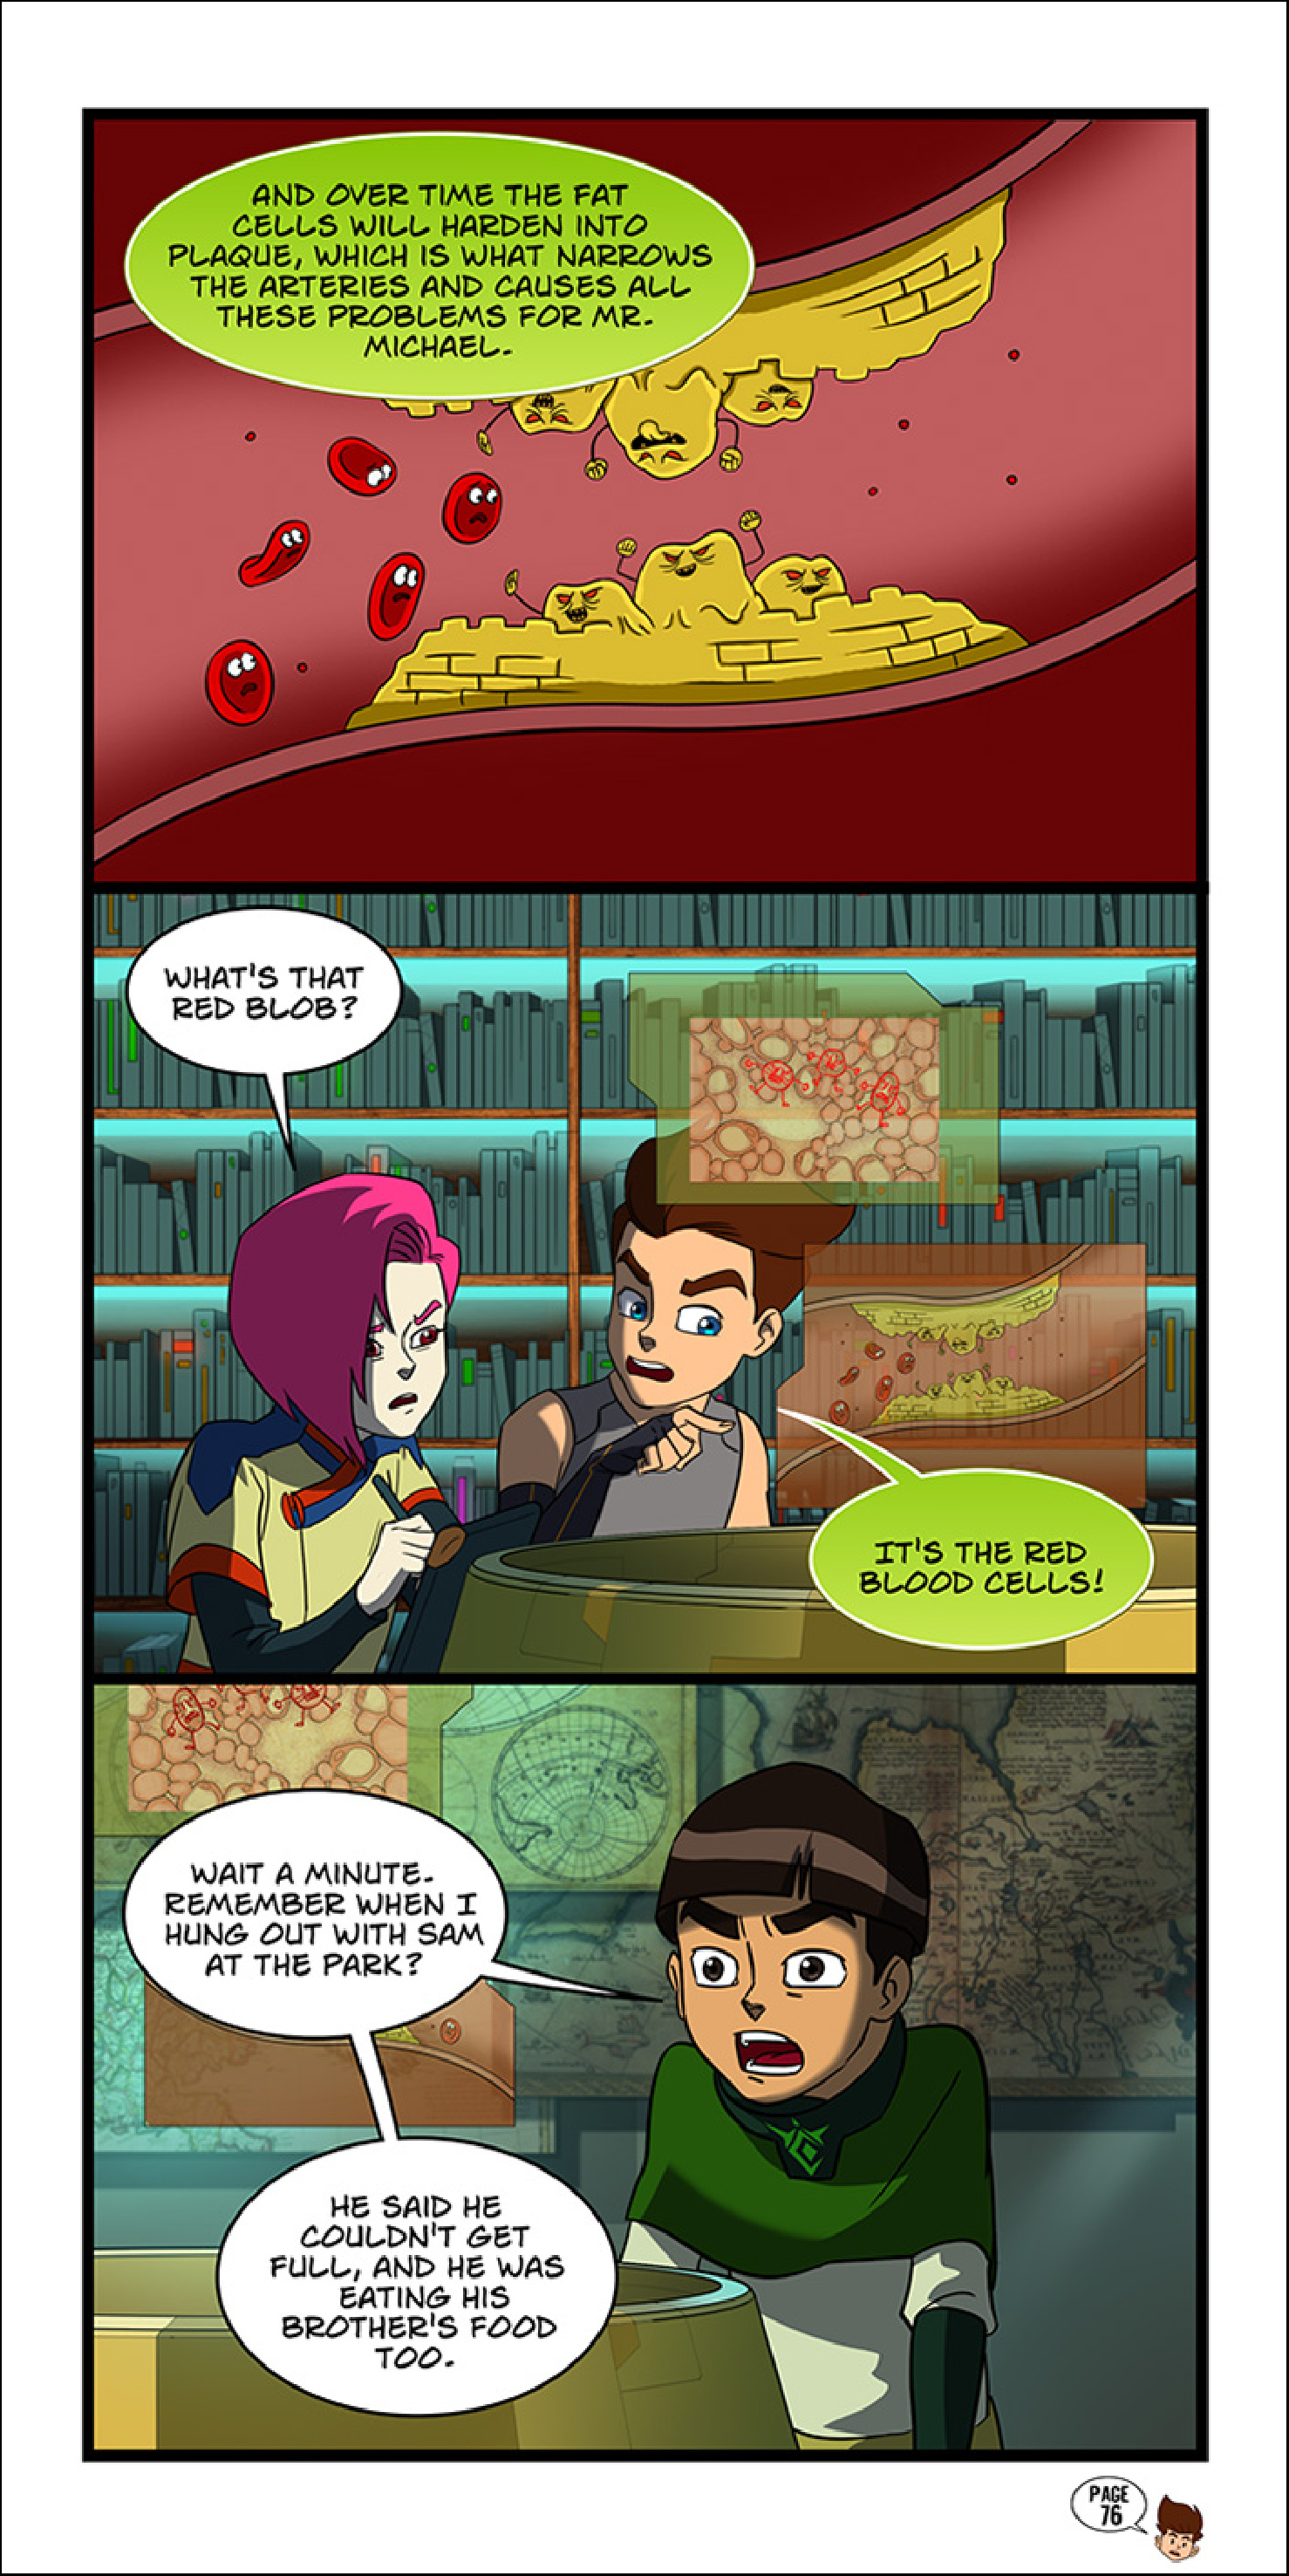 AND OVER TIME THE FAT
CELLS WILL HARDEN INTO
PLAQUE, WHICH IS WHAT NARROWS
THE ARTERIES AND CAUSES ALL
THESE PROBLEMS FOR MR.
MICHAEL.
WHAT'S THAT
RED BLOB?
IT'S THE RED
BLOOD CELLS!
WAIT A MINUTE.
REMEMBER WHEN I
HUNG OUT WITH SAM
AT THE PARK?
HE SAID HE
COULDN'T GET
FULL, AND HE WAS
EATING HIS
BROTHER'S FOOD
TOO.
PAGE
76